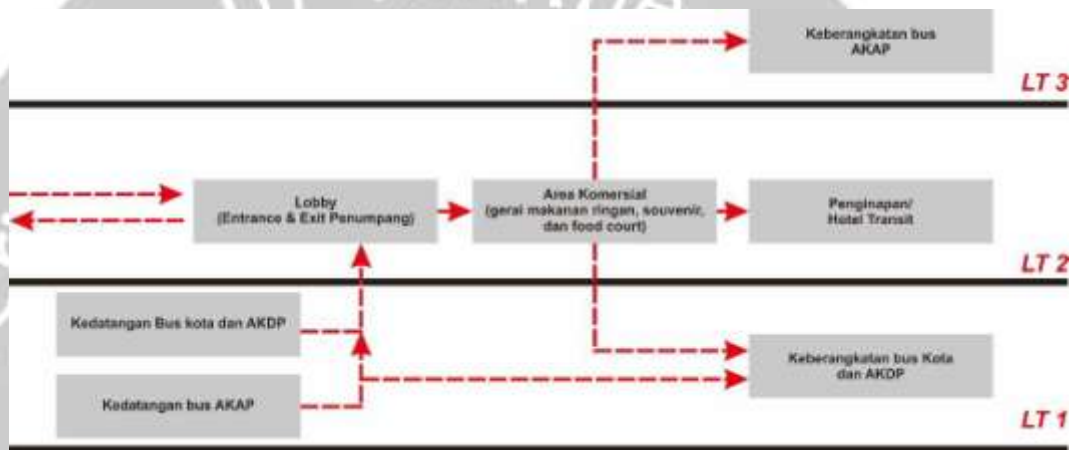 Keberangkatan bus
AKAP
LT 3
Lobby
(Entrance & Exit Penumpang)
Area Komersial
(gerai makanan ringan, souvenir,
dan food court)
Penginapan/
Hotel Transit
LT 2
Kedatangan Bus kota dan AKDP
Keberangkatan bus Kota
dan AKDP
Kedatangan bus AKAP
LT 1